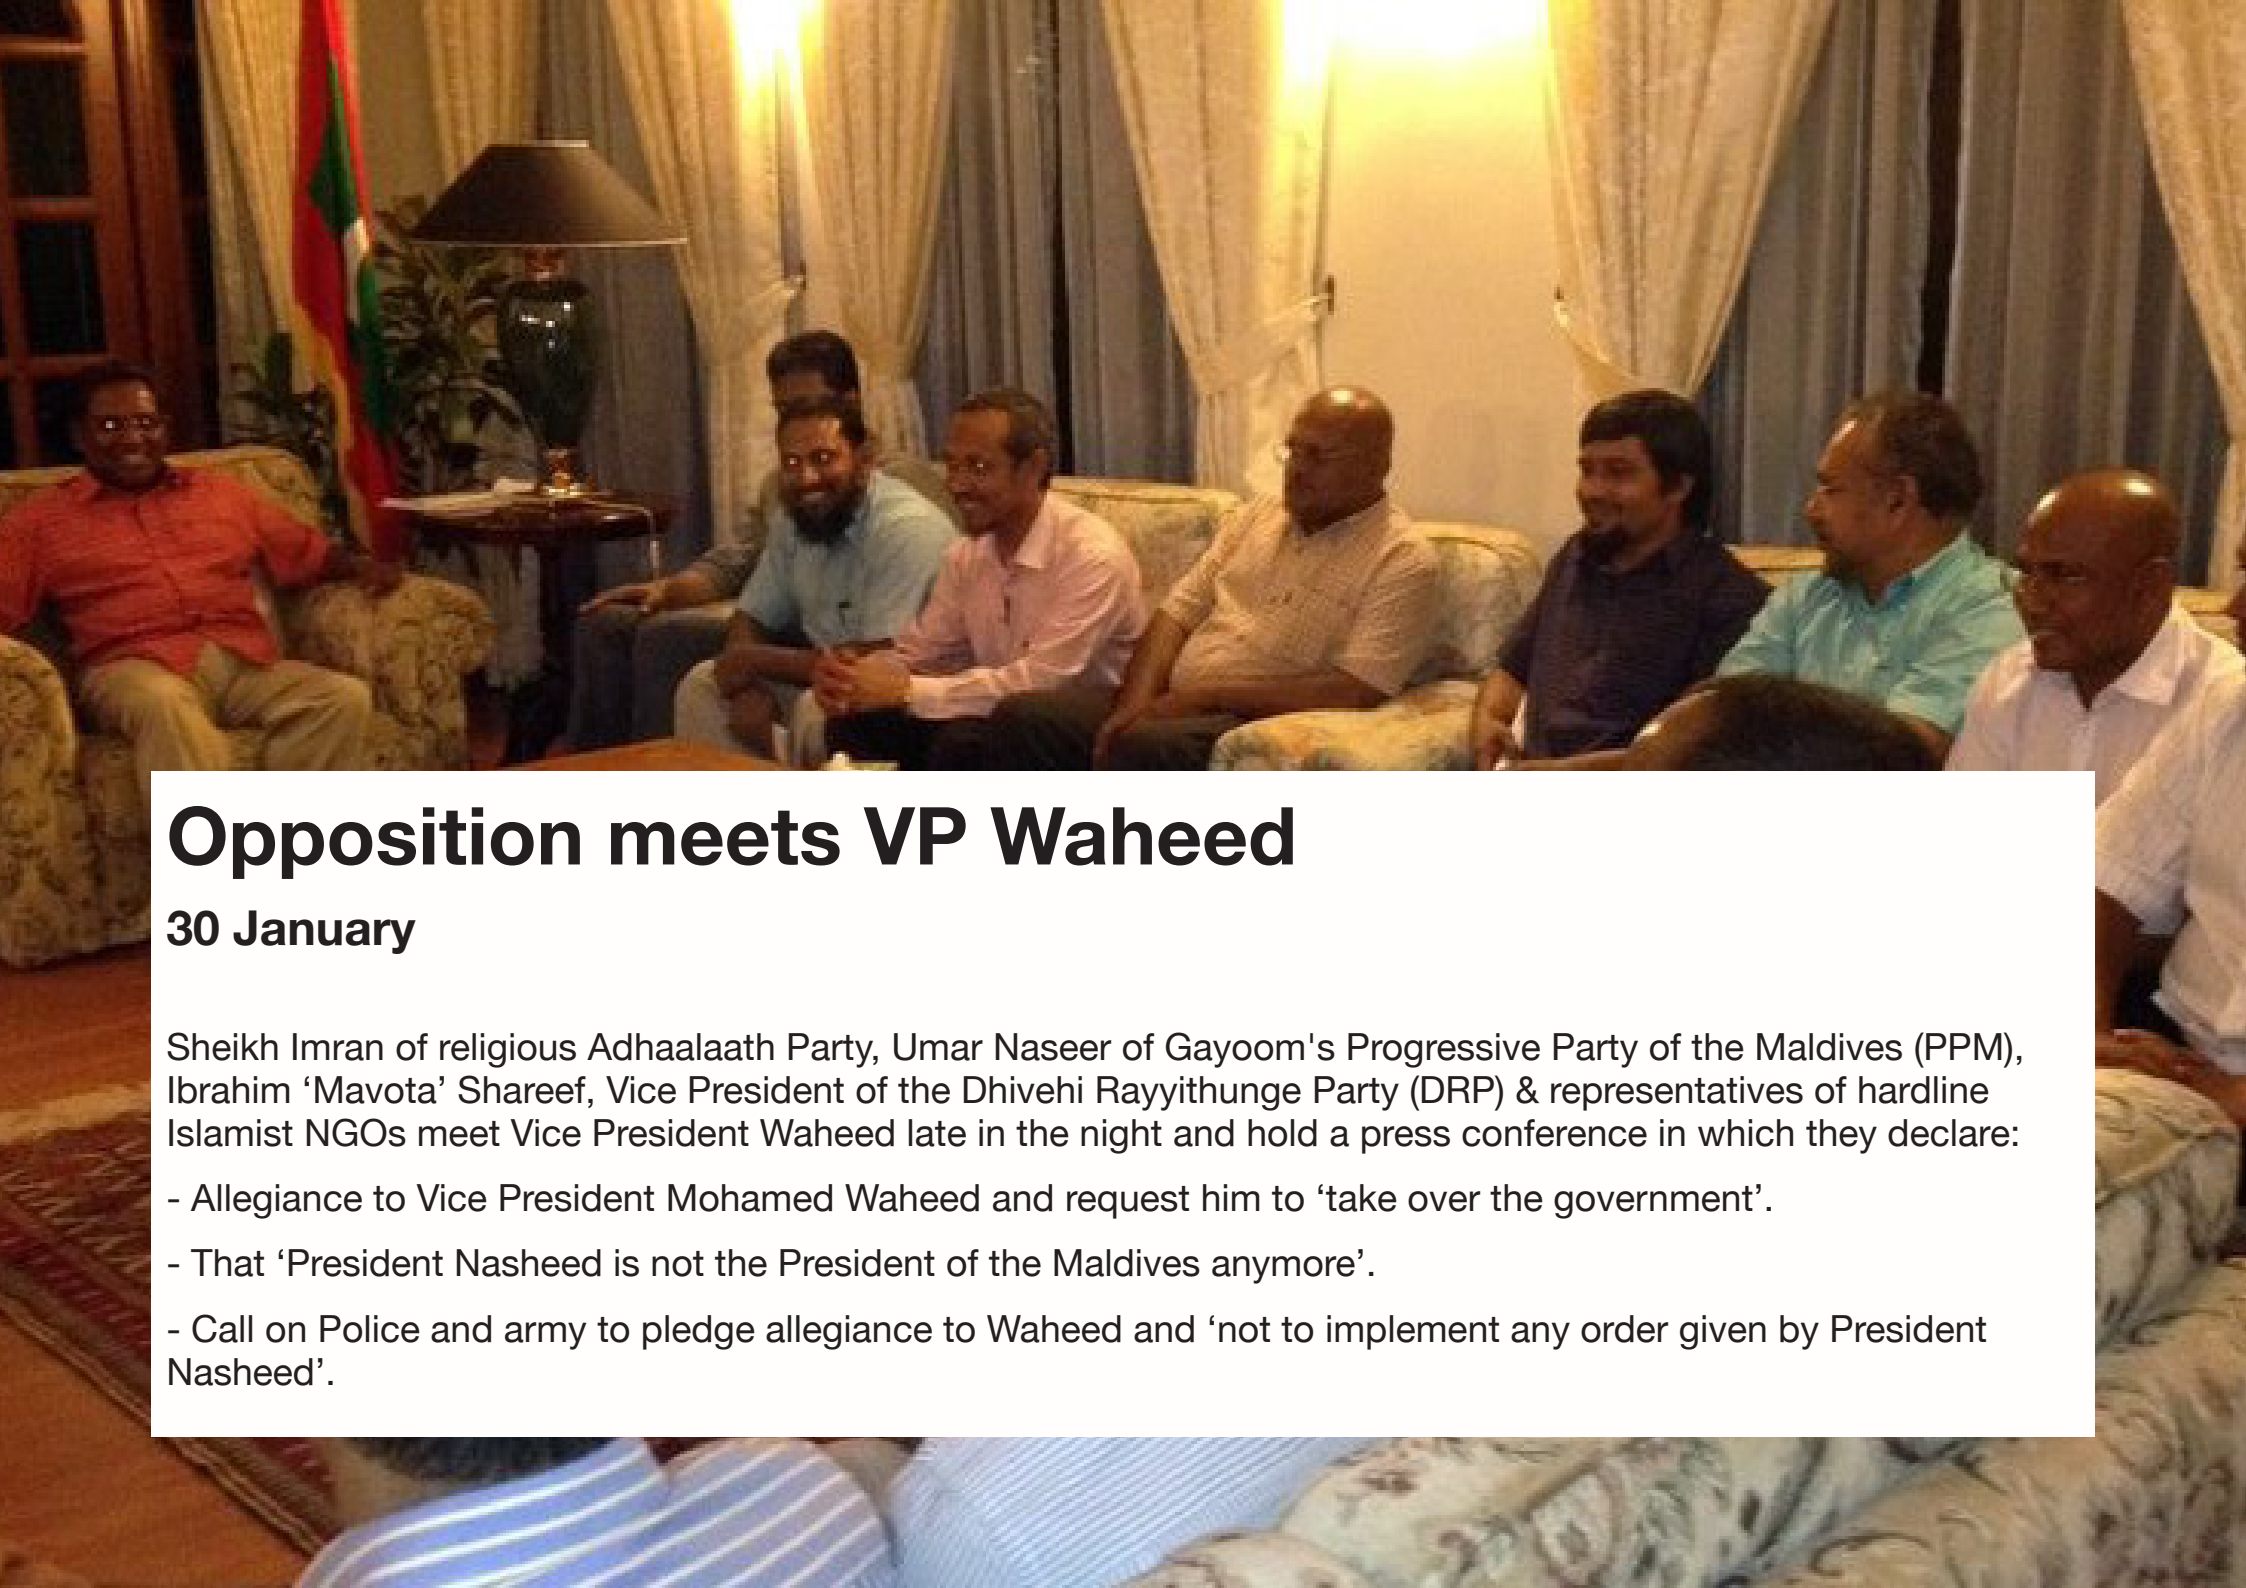 Opposition meets VP Waheed
30 January
Sheikh Imran of religious Adhaalaath Party, Umar Naseer of Gayoom's Progressive Party of the Maldives (PPM),
Ibrahim ‘Mavota’ Shareef, Vice President of the Dhivehi Rayyithunge Party (DRP) & representatives of hardline
Islamist NGOs meet Vice President Waheed late in the night and hold a press conference in which they declare:
- Allegiance to Vice President Mohamed Waheed and request him to ‘take over the government’.
- That ‘President Nasheed is not the President of the Maldives anymore’.
- Call on Police and army to pledge allegiance to Waheed and ‘not to implement any order given by President
Nasheed’.